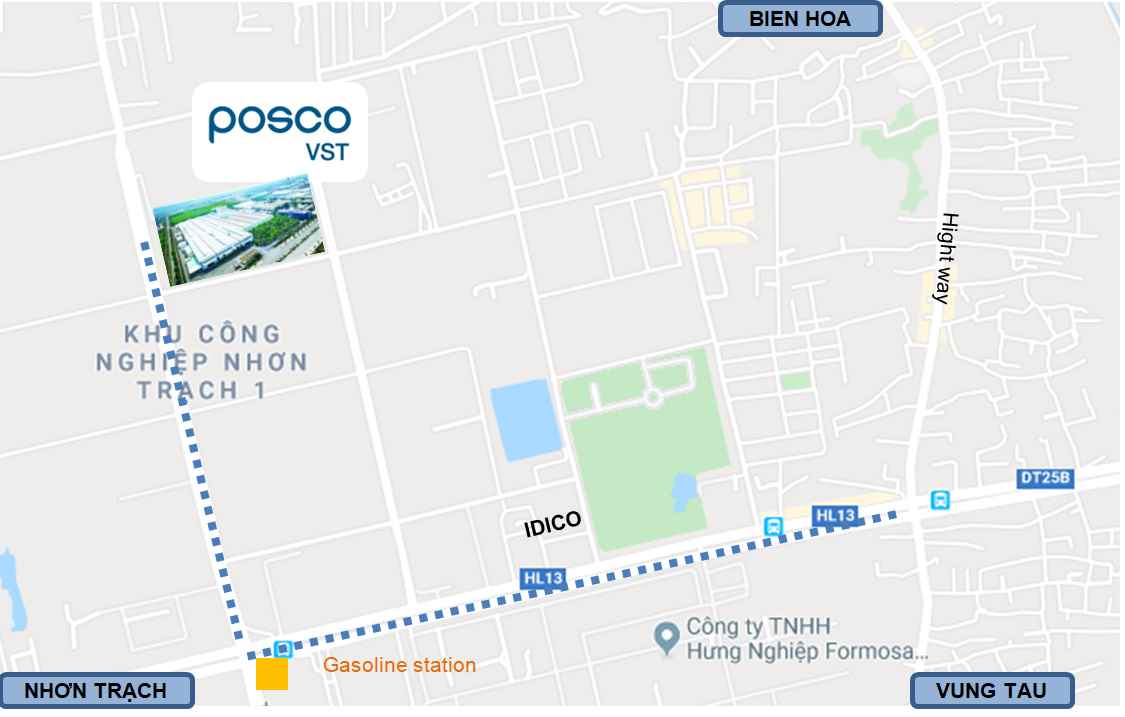 BIEN HOA
posco
VST
Hight way
KHU CÔNG
NGHIỆP NHƠN
TRẠCH 1
DT25B
HL13
IDICO
HL13
Công ty TNHH
Hưng Nghiệp Formosa...
Gasoline station
NHƠN TRẠCH
VUNG TAU